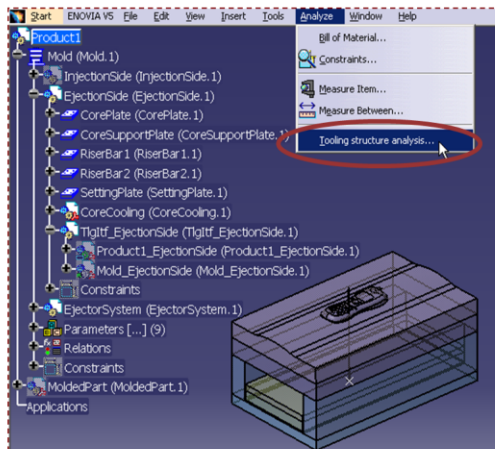 Start ENOVIA V5 File Edit View Insert Tools Analyze Window Help
Product1
Bill of Material...
Mold (Mold.1)
Constraints...
InjectionSide (InjectionSide.1)
EjectionSide (EjectionSide.1)
Measure Item...
CorePlate (CorePlate.1)
Measure Between...
CoreSupportPlate (CoreSupportPlate.1)
Tooling structure analysis...
RiserBar1 (RiserBar1.1)
RiserBar2 (RiserBar2.1)
SettingPlate (SettingPlate.1)
CoreCooling (CoreCooling.1)
TlgItf_EjectionSide (TlgItf_EjectionSide.1)
Product1_EjectionSide (Product1_EjectionSide.1)
Mold_EjectionSide (Mold_EjectionSide.1)
Constraints
EjectorSystem (EjectorSystem.1)
Parameters [...] (9)
Relations
Constraints
MoldedPart (MoldedPart.1)
Applications